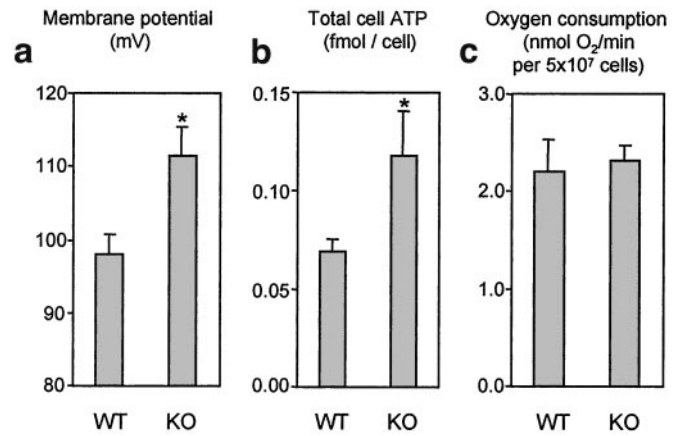 Membrane potential
(mV)
Total cell ATP
(fmol / cell)
Oxygen consumption
(nmol O₂/min
per 5x10⁷ cells)
a
b
c
120
110
100
90
80
*
WT
KO
0.15
0.10
0.05
0.00
*
WT
KO
3.0
2.0
1.0
0.0
WT
KO